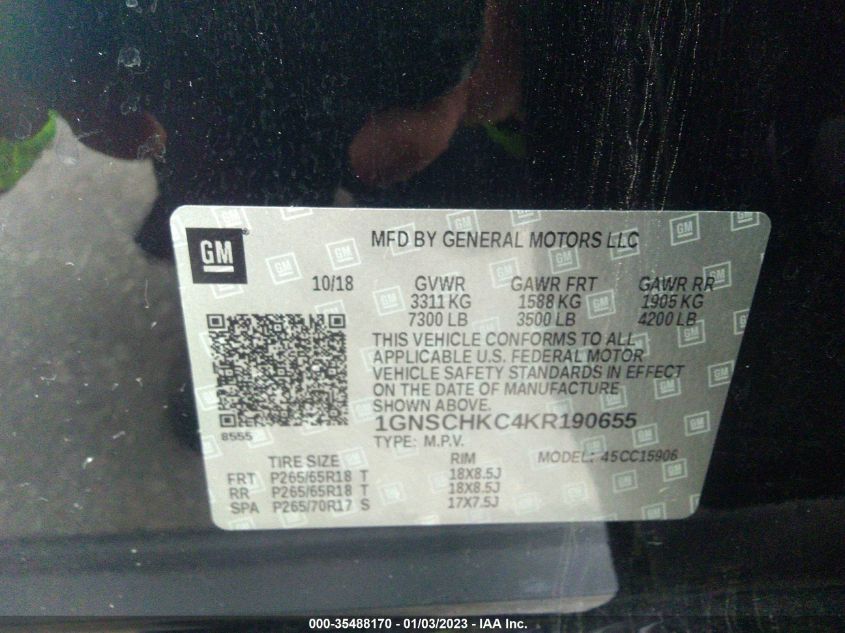 GM
MFD BY GENERAL MOTORS LLC
10/18 GVWR GAWR FRT GAWR RR
3311 KG 1588 KG 1905 KG
7300 LB 3500 LB 4200 LB
THIS VEHICLE CONFORMS TO ALL
APPLICABLE U.S. FEDERAL MOTOR
VEHICLE SAFETY STANDARDS IN EFFECT
ON THE DATE OF MANUFACTURE
SHOWN ABOVE.
1GNSCHKC4KR190655
8555
TYPE: M.P.V.
TIRE SIZE RIM MODEL: 45CC15906
FRT P265/65R18 T 18X8.5J
RR P265/65R18 T 18X8.5J
SPA P265/70R17 S 17X7.5J
000-35488170 - 01/03/2023 - IAA Inc.